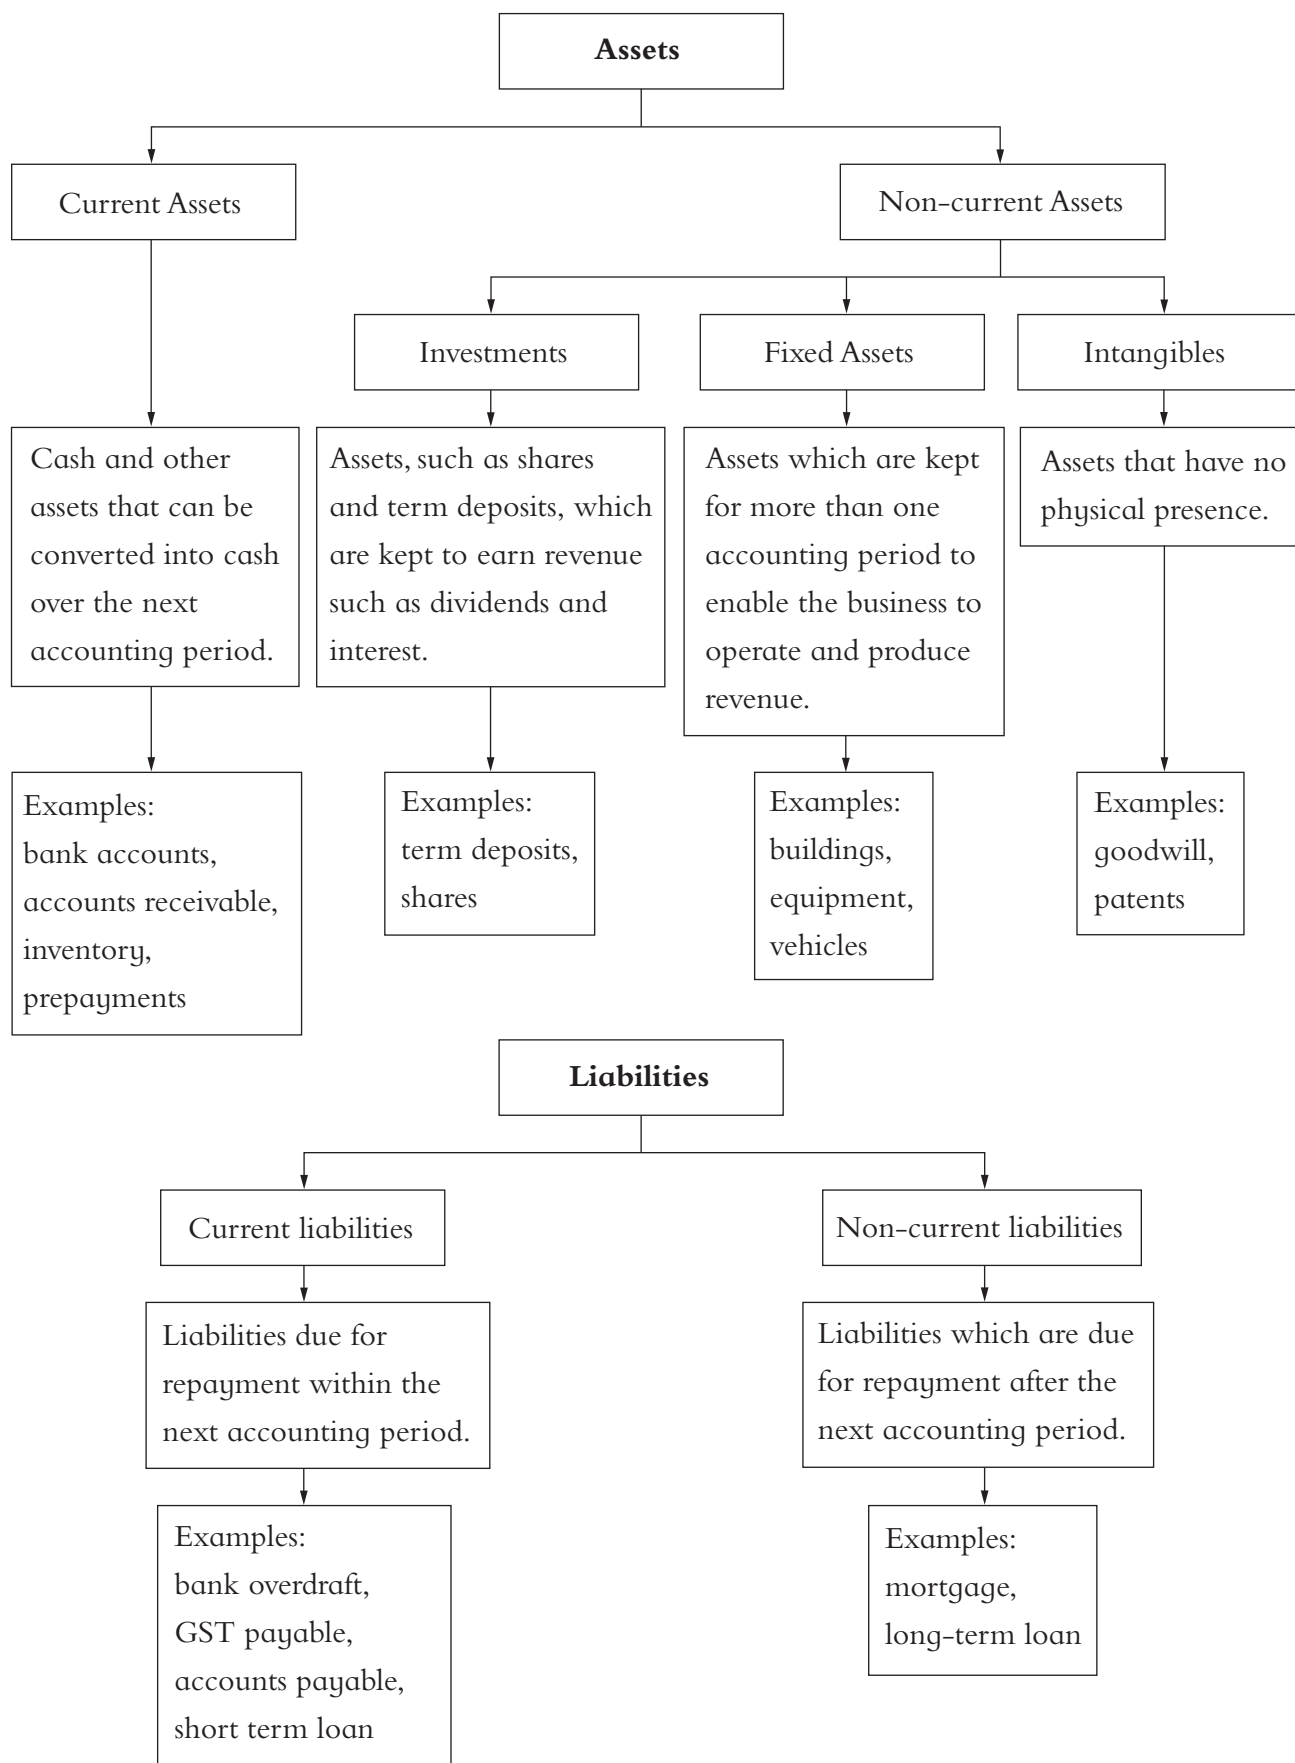 Assets
Current Assets
Non-current Assets
Investments
Fixed Assets
Intangibles
Cash and other
assets that can be
converted into cash
over the next
accounting period.
Assets, such as shares
and term deposits, which
are kept to earn revenue
such as dividends and
interest.
Assets which are kept
for more than one
accounting period to
enable the business to
operate and produce
revenue.
Assets that have no
physical presence.
Examples:
bank accounts,
accounts receivable,
inventory,
prepayments
Examples:
term deposits,
shares
Examples:
buildings,
equipment,
vehicles
Examples:
goodwill,
patents
Liabilities
Current liabilities
Non-current liabilities
Liabilities due for
repayment within the
next accounting period.
Liabilities which are due
for repayment after the
next accounting period.
Examples:
bank overdraft,
GST payable,
accounts payable,
short term loan
Examples:
mortgage,
long-term loan